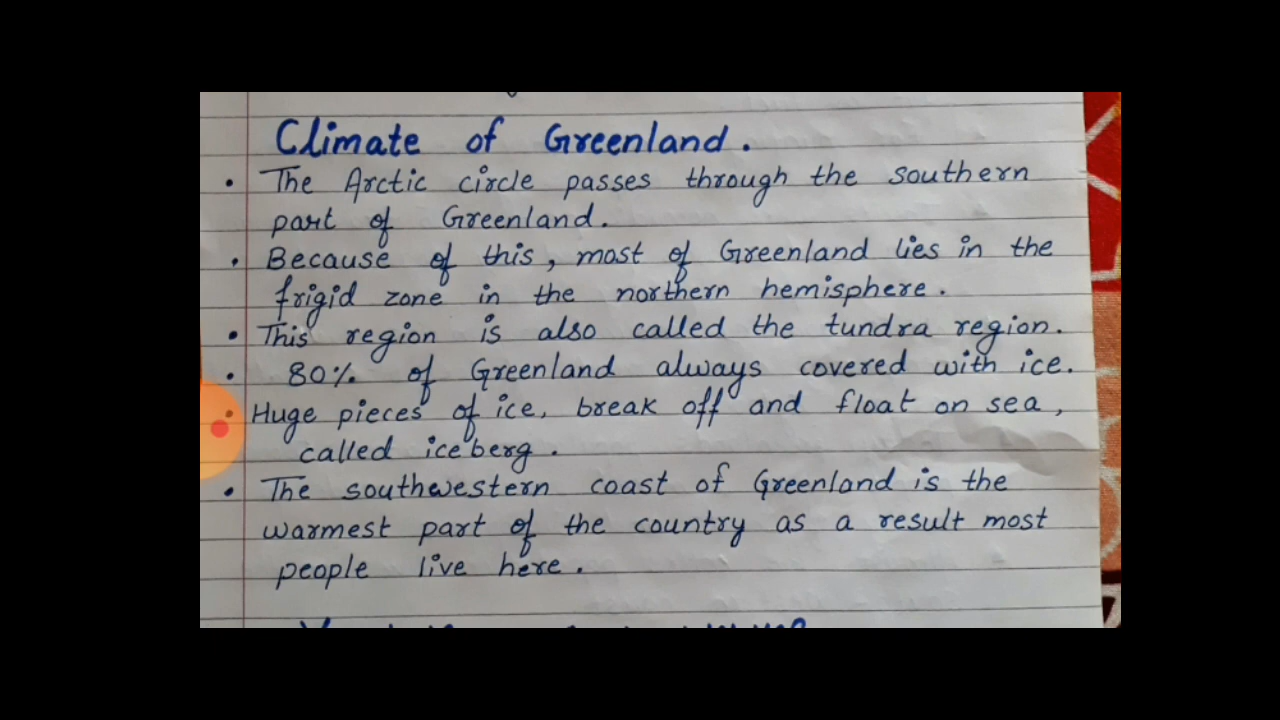 Climate of Greenland.
• The Arctic circle passes through the southern
part of Greenland.
• Because of this, most of Greenland lies in the
frigid zone in the northern hemisphere.
• This region is also called the tundra region.
• 80% of Greenland always covered with ice.
• Huge pieces of ice, break off and float on sea,
called iceberg.
• The southwestern coast of Greenland is the
warmest part of the country as a result most
people live here.